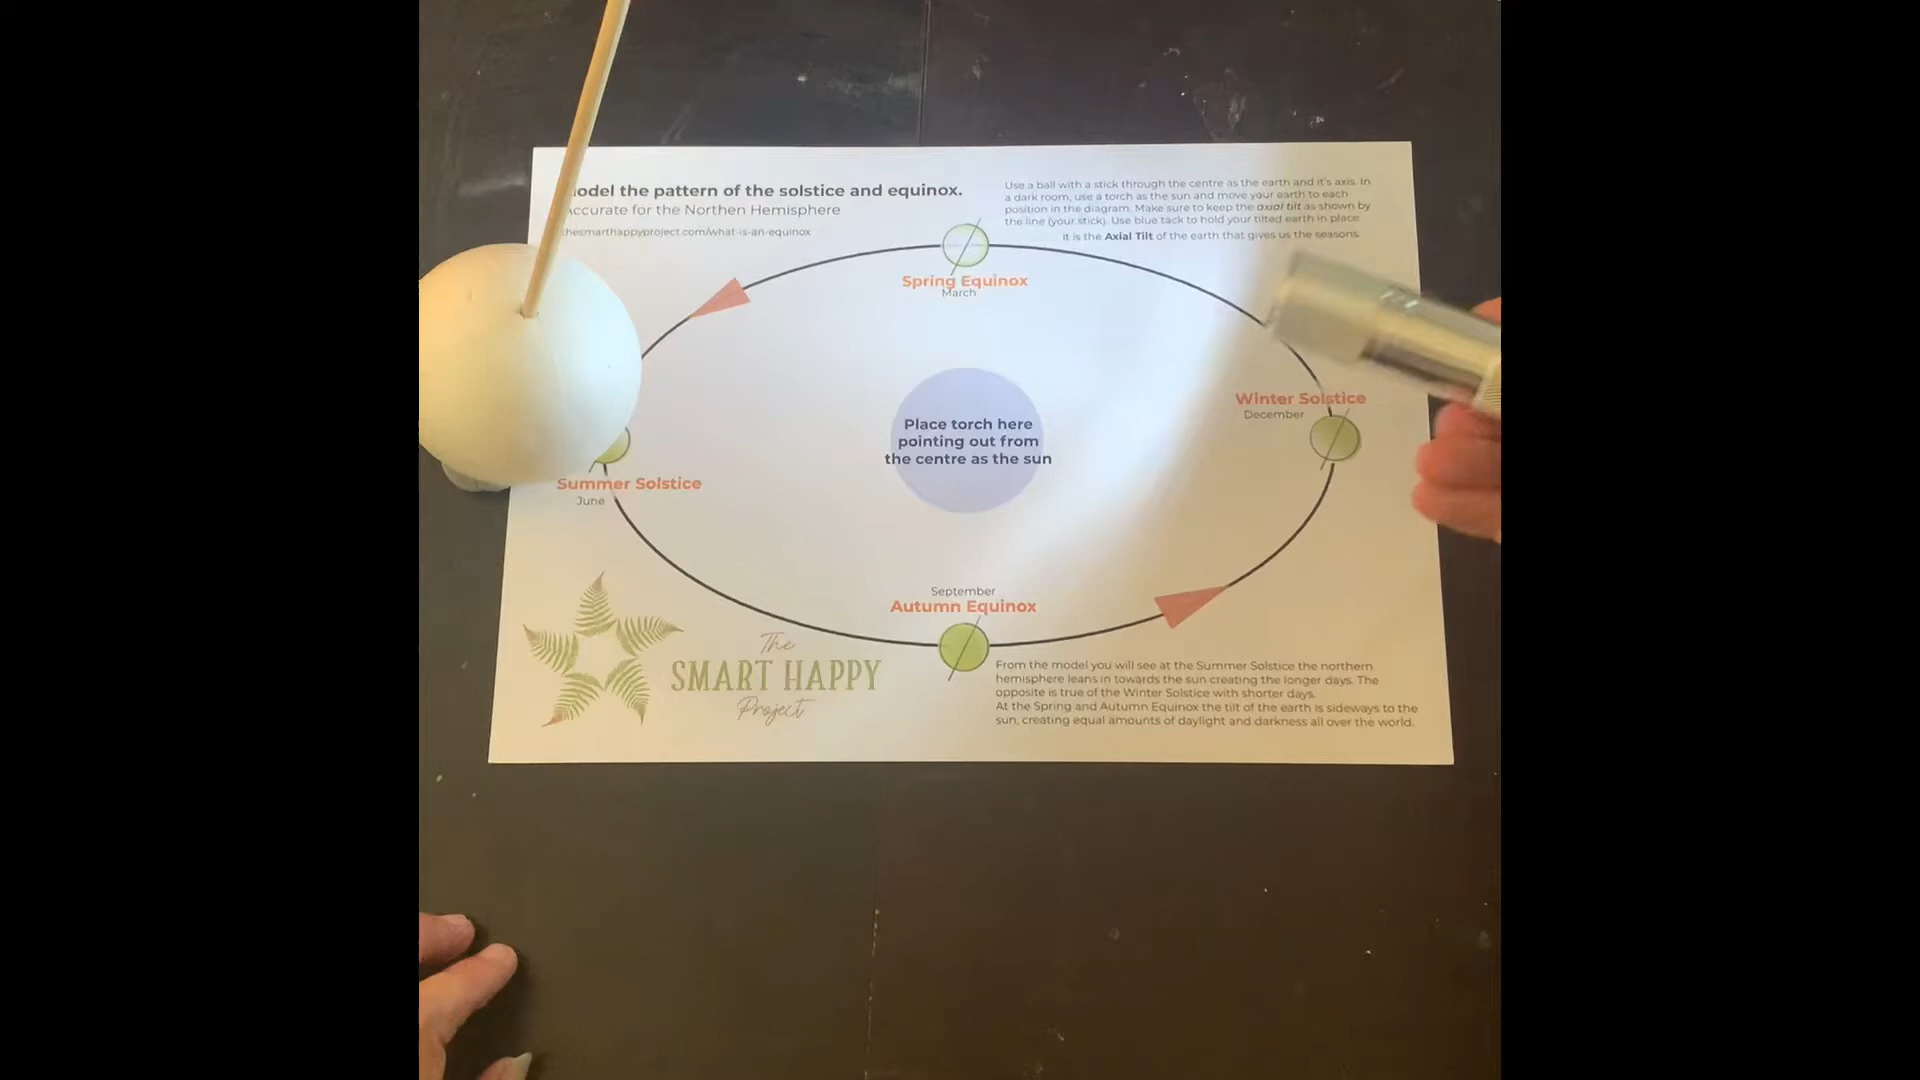 odel the pattern of the solstice and equinox.
ccurate for the Northen Hemisphere
thesmarthappyproject.com/what-is-an-equinox
Use a ball with a stick through the centre as the earth and it's axis. In
a dark room, use a torch as the sun and move your earth to each
position in the diagram. Make sure to keep the axial tilt as shown by
the line (your stick). Use blue tack to hold your tilted earth in place
It is the Axial Tilt of the earth that gives us the seasons.
Spring Equinox
March
Winter Solstice
December
Place torch here
pointing out from
the centre as the sun
Summer Solstice
June
September
Autumn Equinox
The
SMART HAPPY
Project
From the model you will see at the Summer Solstice the northern
hemisphere leans in towards the sun creating the longer days. The
opposite is true of the Winter Solstice with shorter days.
At the Spring and Autumn Equinox the tilt of the earth is sideways to the
sun, creating equal amounts of daylight and darkness all over the world.